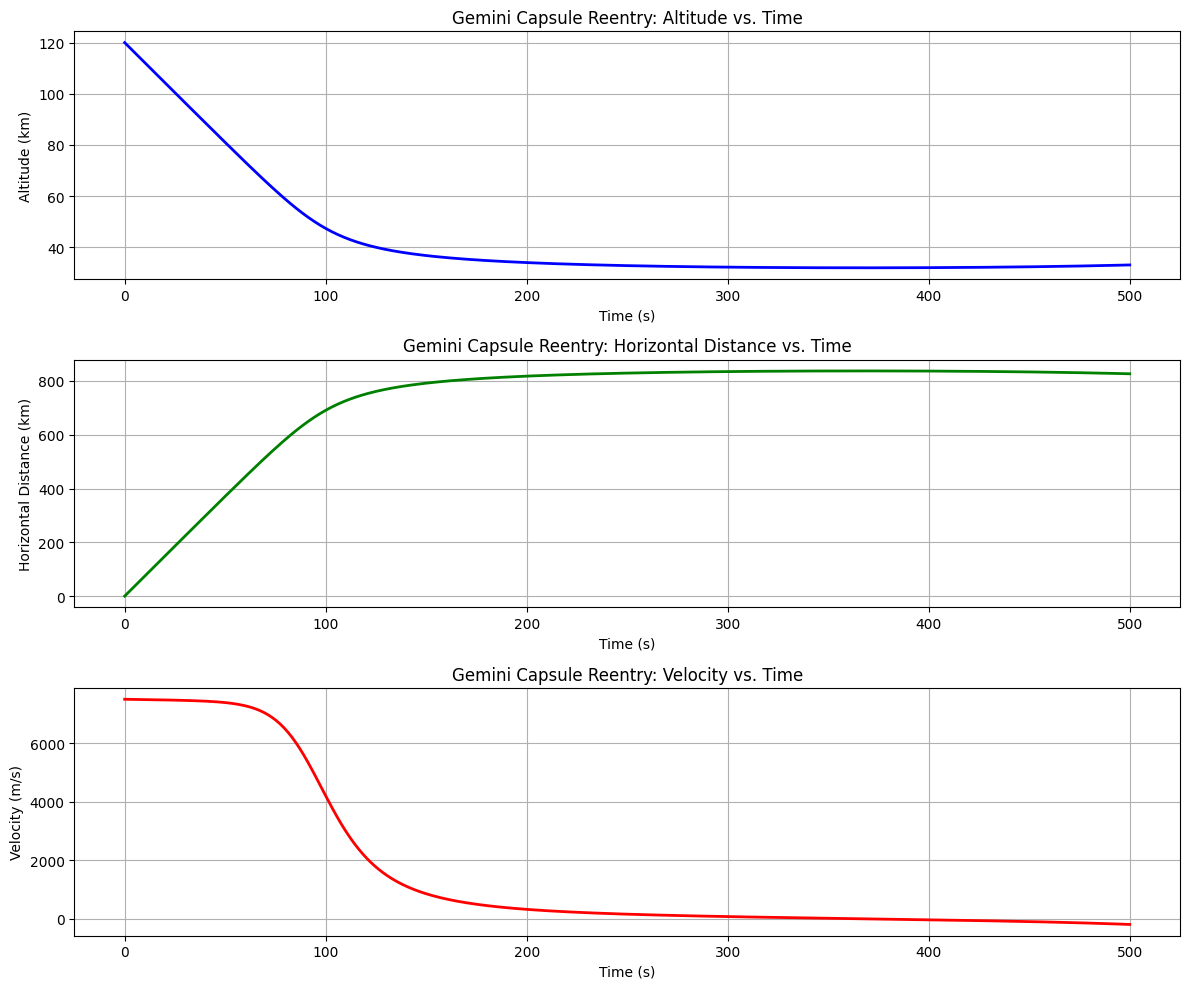 Gemini Capsule Reentry: Altitude vs. Time
Altitude (km)
120
100
80
60
40
0 100 200 300 400 500
Time (s)
Gemini Capsule Reentry: Horizontal Distance vs. Time
Horizontal Distance (km)
800
600
400
200
0
0 100 200 300 400 500
Time (s)
Gemini Capsule Reentry: Velocity vs. Time
Velocity (m/s)
6000
4000
2000
0
0 100 200 300 400 500
Time (s)